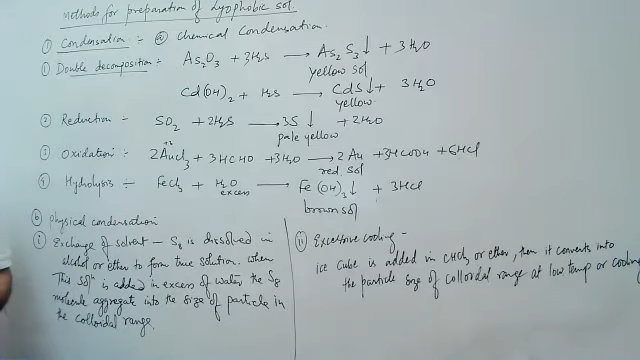 Methods for preparation of Lyophobic sol
① Condensation :- ⓐ chemical Condensation.
① Double decomposition :- As2O3 + 3H2S ⟶ As2S3↓ + 3H2O
yellow sol
Cd(OH)2 + H2S ⟶ CdS↓ + 3H2O
yellow
② Reduction :- SO2 + 2H2S ⟶ 3S↓ + 2H2O
pale yellow
③ Oxidation :- 2AuCl3 + 3HCHO + 3H2O ⟶ 2Au + 3HCOOH + 6HCl
red sol
④ Hydrolysis :- FeCl3 + H2O ⟶ Fe(OH)3↓ + 3HCl
excess
brown sol
ⓑ Physical condensation
ⓘ Exchange of solvent - S8 is dissolved in
alcohol or ether to form true solution. when
This soln is added in excess of water the S8
molecule aggregate into the size of particle in
the colloidal range.
ⓘⓘ Excessive cooling -
ice cube is added in CHCl3 or ether, then it converts into
the particle size of colloidal range at low temp or cooling